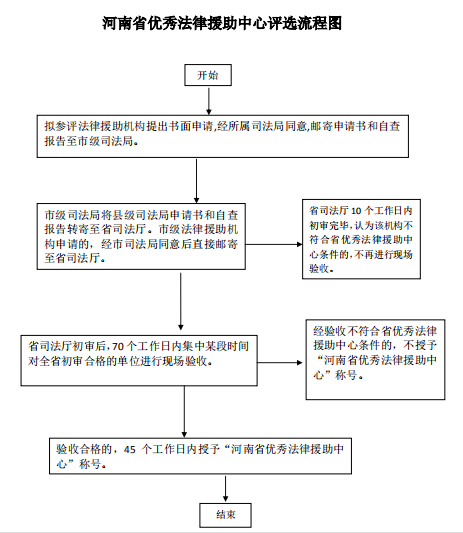 河南省优秀法律援助中心评选流程图
开始
拟参评法律援助机构提出书面申请,经所属司法局同意,邮寄申请书和自查
报告至市级司法局。
市级司法局将县级司法局申请书和自查
报告转寄至省司法厅。市级法律援助机
构申请的，经市司法局同意后直接邮寄
至省司法厅。
省司法厅 10 个工作日内
初审完毕，认为该机构不
符合省优秀法律援助中
心条件的，不再进行现场
验收。
省司法厅初审后，70 个工作日内集中某段时间
对全省初审合格的单位进行现场验收。
经验收不符合省优秀法律
援助中心条件的，不授予
“河南省优秀法律援助中
心”称号。
验收合格的，45 个工作日内授予“河南省优秀法律援助中
心”称号。
结束